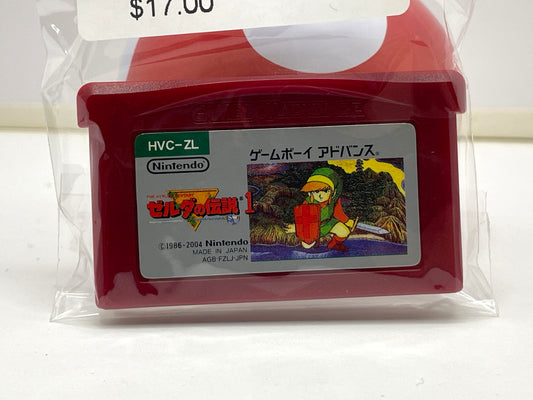 $17.00
HVC-ZL
Nintendo
ゲームボーイ アドバンス
ゼルダの伝説 1
©1986-2004 Nintendo
MADE IN JAPAN
AGB-FZLJ-JPN